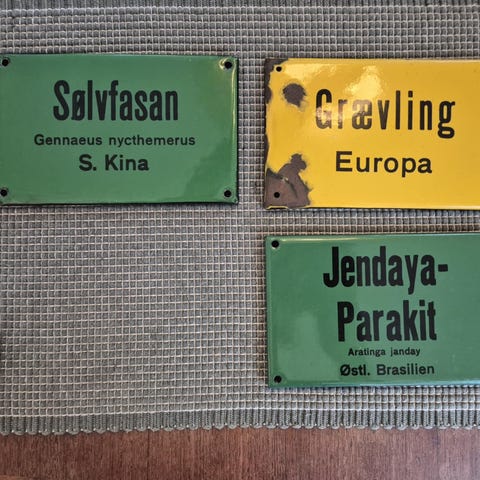 Sølvfasan
Gennaeus nycthemerus
S. Kina
Grævling
Europa
Jendaya-
Parakit
Aratinga janday
Østl. Brasilien